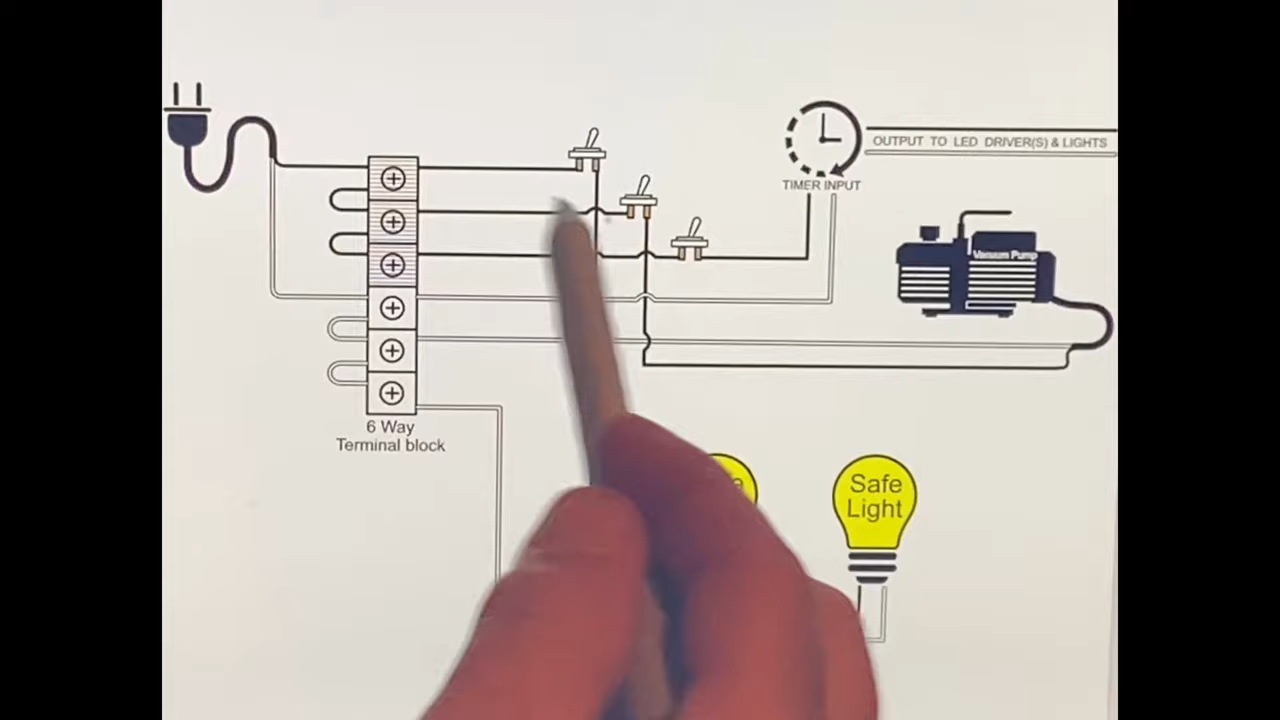 OUTPUT TO LED DRIVER(S) & LIGHTS
TIMER INPUT
Vacuum Pump
6 Way
Terminal block
Safe
Light